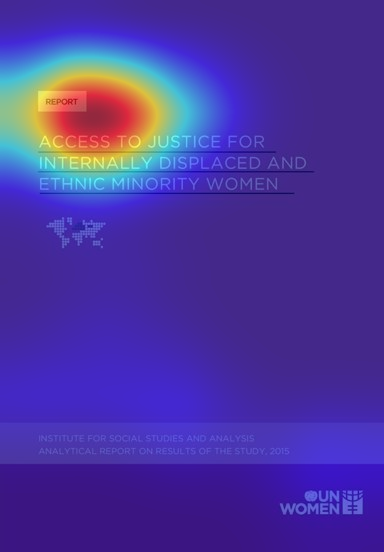 REPORT
ACCESS TO JUSTICE FOR
INTERNALLY DISPLACED AND
ETHNIC MINORITY WOMEN
INSTITUTE FOR SOCIAL STUDIES AND ANALYSIS
ANALYTICAL REPORT ON RESULTS OF THE STUDY, 2015
UN
WOMEN